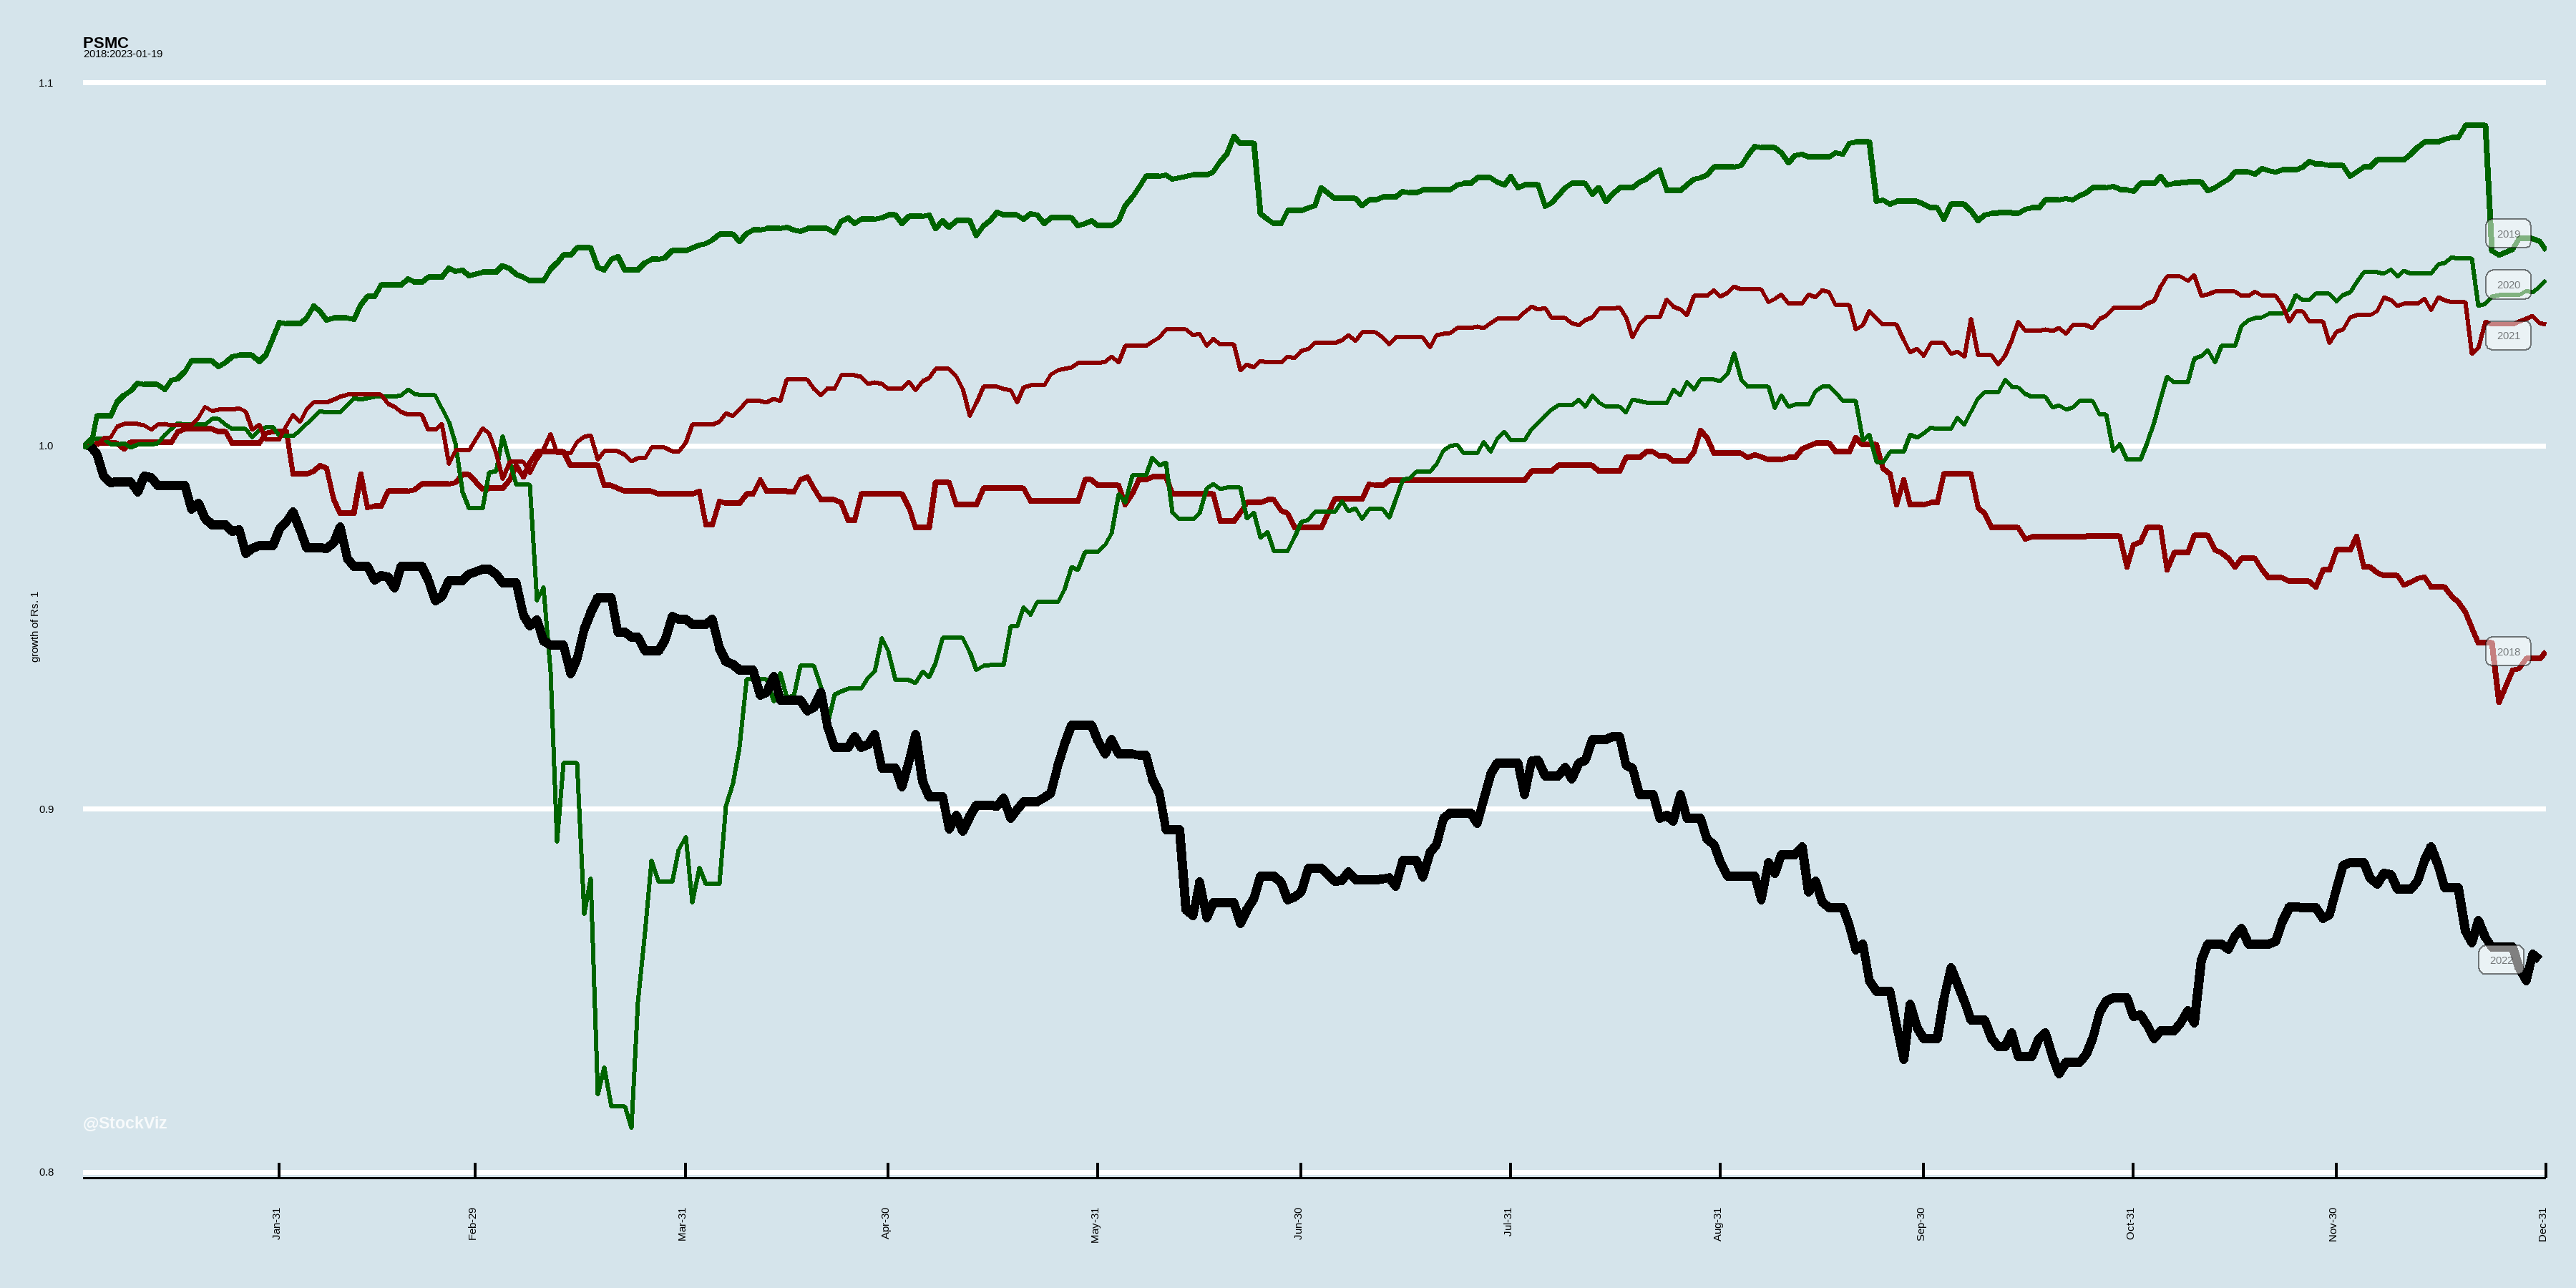 PSMC
2018:2023-01-19
1.1
1.0
0.9
0.8
growth of Rs. 1
2019
2020
2021
2018
2022
@StockViz
Jan-31
Feb-29
Mar-31
Apr-30
May-31
Jun-30
Jul-31
Aug-31
Sep-30
Oct-31
Nov-30
Dec-31